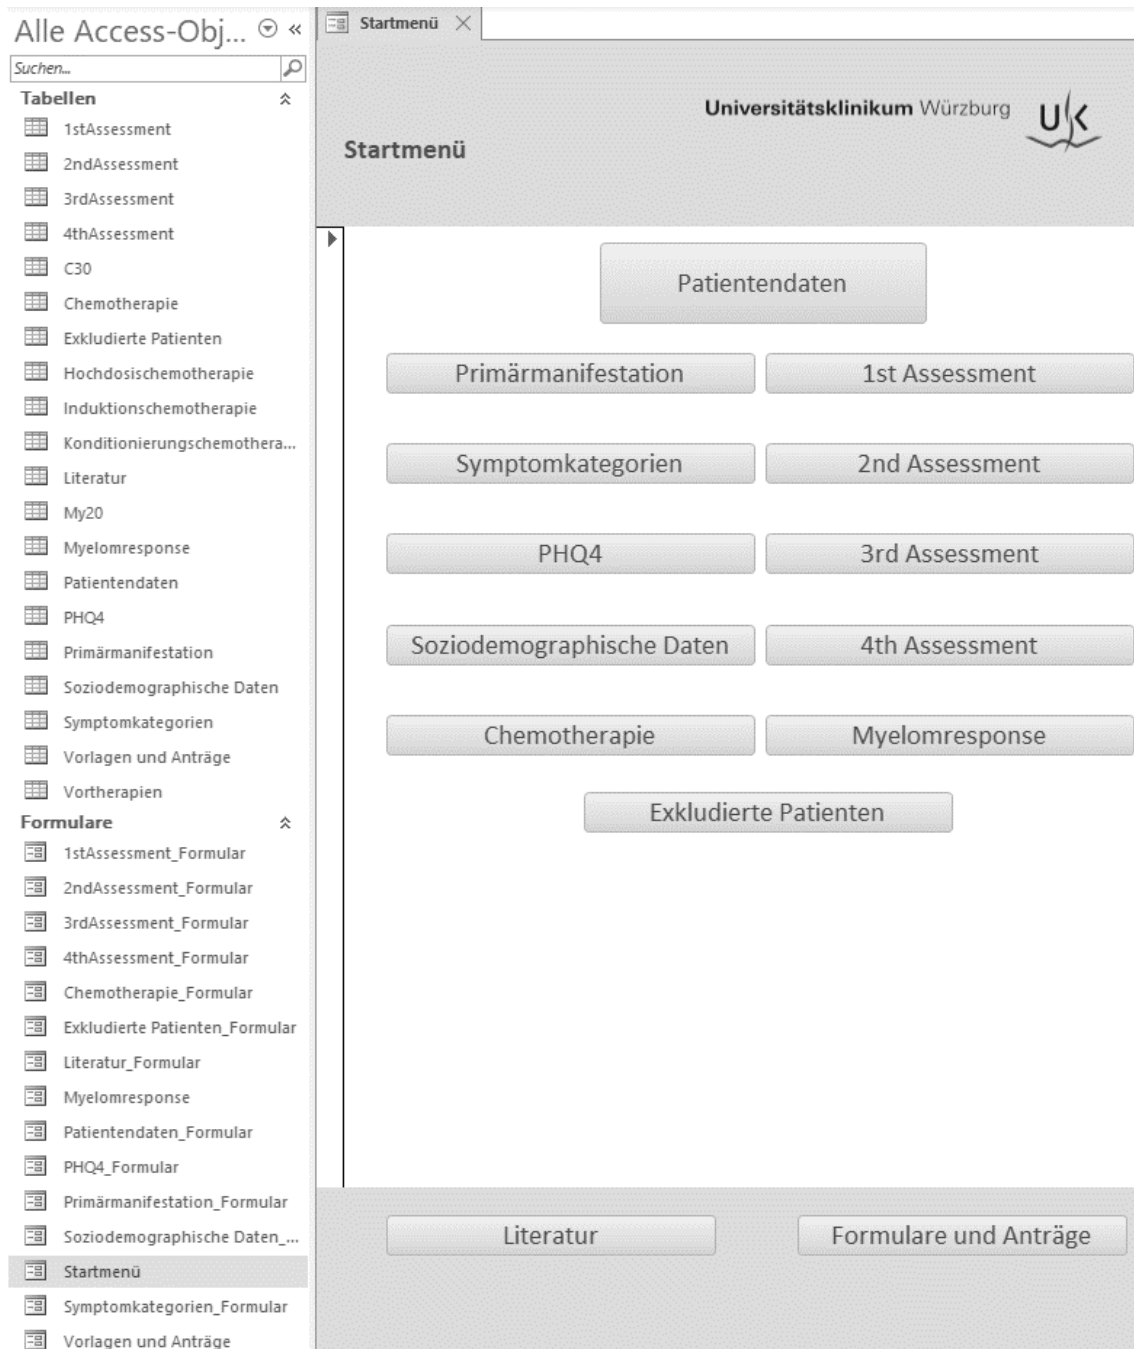 Alle Access-Obj...
Suchen...
Tabellen
1stAssessment
2ndAssessment
3rdAssessment
4thAssessment
C30
Chemotherapie
Exkludierte Patienten
Hochdosischemotherapie
Induktionschemotherapie
Konditionierungschemothera...
Literatur
My20
Myelomresponse
Patientendaten
PHQ4
Primärmanifestation
Soziodemographische Daten
Symptomkategorien
Vorlagen und Anträge
Vortherapien
Formulare
1stAssessment_Formular
2ndAssessment_Formular
3rdAssessment_Formular
4thAssessment_Formular
Chemotherapie_Formular
Exkludierte Patienten_Formular
Literatur_Formular
Myelomresponse
Patientendaten_Formular
PHQ4_Formular
Primärmanifestation_Formular
Soziodemographische Daten_...
Startmenü
Symptomkategorien_Formular
Vorlagen und Anträge
Startmenü
Universitätsklinikum Würzburg
UK
Startmenü
Patientendaten
Primärmanifestation
1st Assessment
Symptomkategorien
2nd Assessment
PHQ4
3rd Assessment
Soziodemographische Daten
4th Assessment
Chemotherapie
Myelomresponse
Exkludierte Patienten
Literatur
Formulare und Anträge